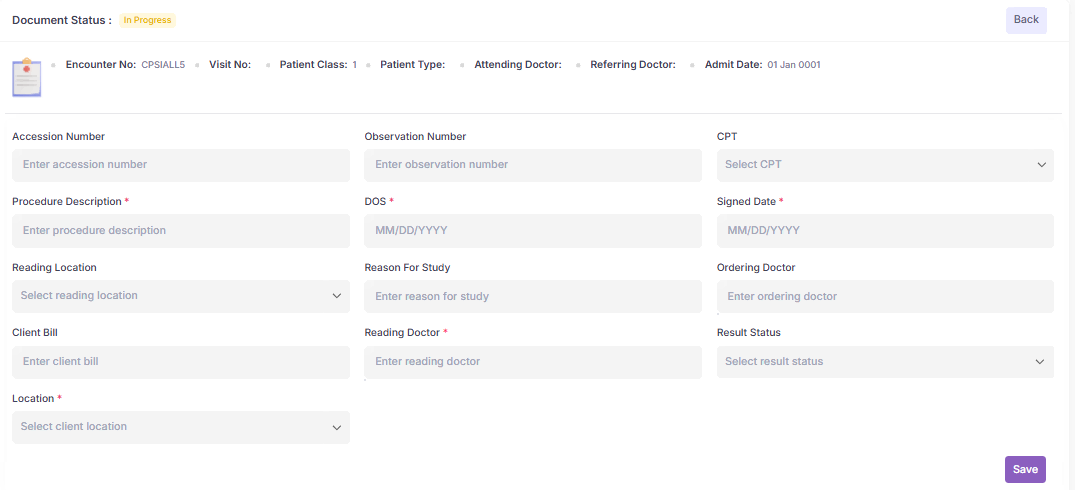 Document Status : In Progress Back
Encounter No: CPSIALL5 Visit No: Patient Class: 1 Patient Type: Attending Doctor: Referring Doctor: Admit Date: 01 Jan 0001
Accession Number Observation Number CPT
Enter accession number Enter observation number Select CPT
Procedure Description * DOS * Signed Date *
Enter procedure description MM/DD/YYYY MM/DD/YYYY
Reading Location Reason For Study Ordering Doctor
Select reading location Enter reason for study Enter ordering doctor
Client Bill Reading Doctor * Result Status
Enter client bill Enter reading doctor Select result status
Location *
Select client location
Save